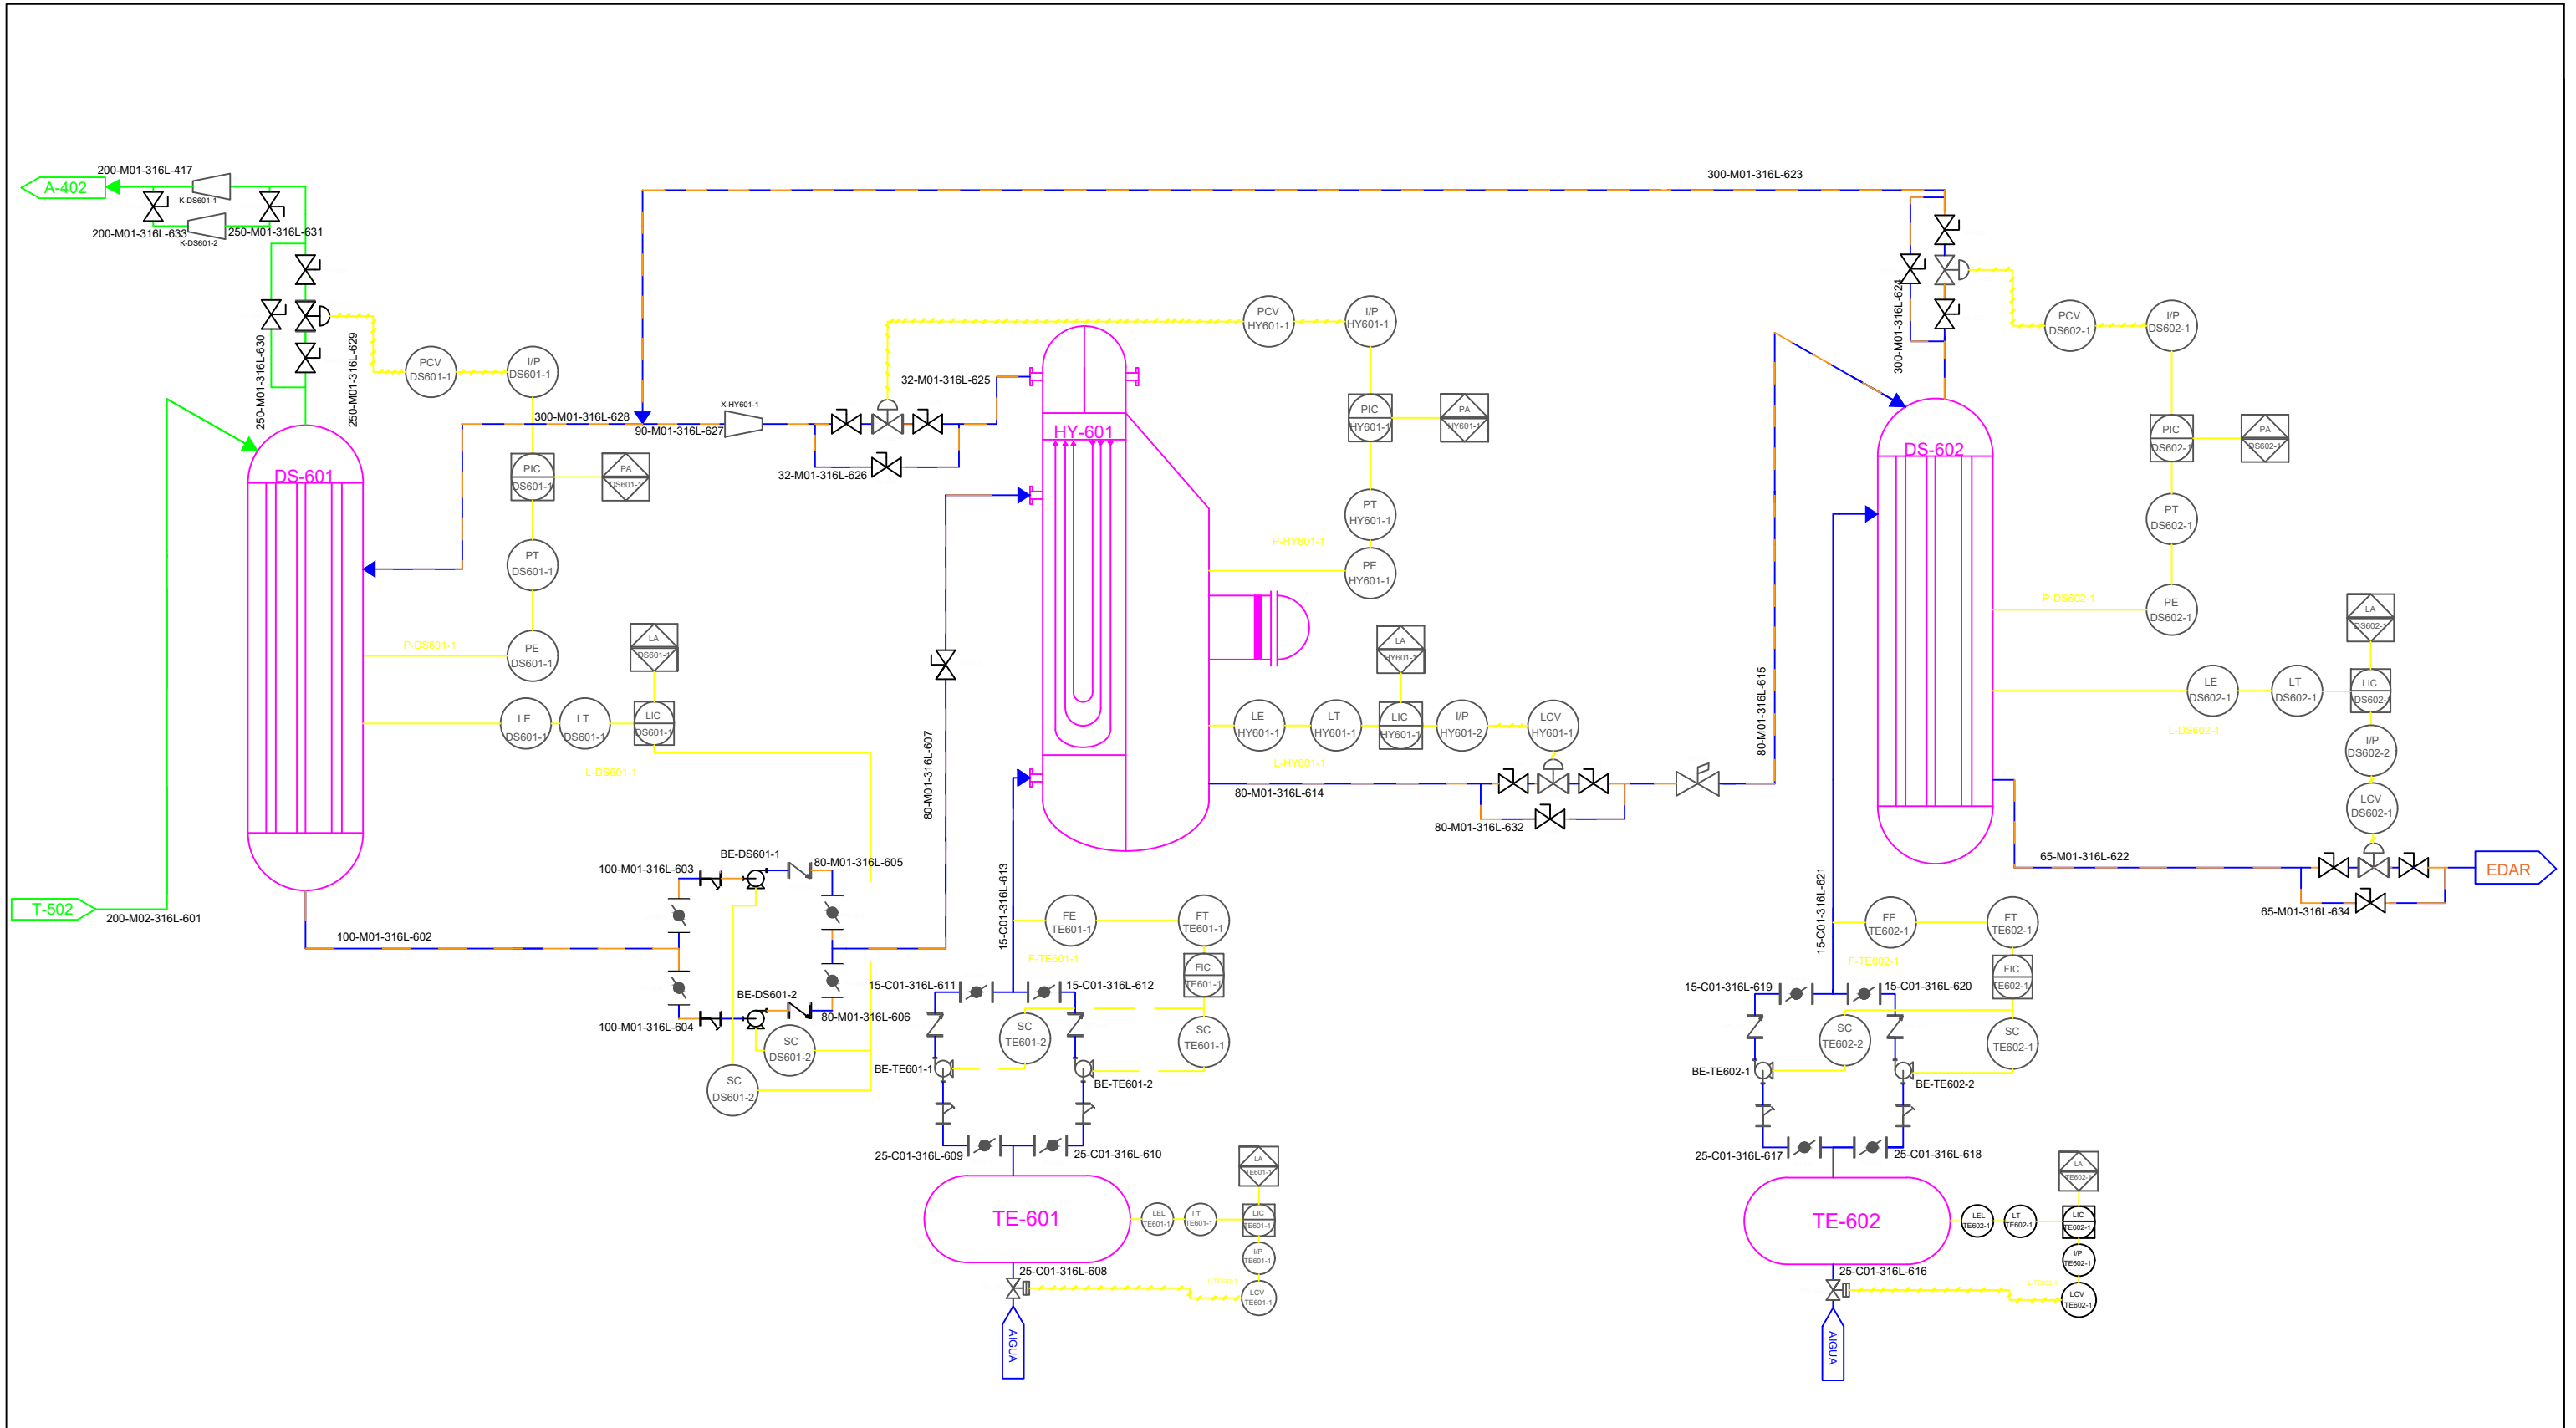 200-M01-316L-417
A-402
K-DS601-1
200-M01-316L-633
250-M01-316L-631
K-DS601-2
250-M01-316L-630
250-M01-316L-629
PCV
DS601-1
I/P
DS601-1
PIC
DS601-1
PA
DS601-1
PT
DS601-1
PE
DS601-1
P-DS601-1
LA
DS601-1
LE
DS601-1
LT
DS601-1
LIC
DS601-1
L-DS601-1
DS-601
T-502
200-M02-316L-601
100-M01-316L-602
300-M01-316L-628
90-M01-316L-627
X-HY601-1
32-M01-316L-625
32-M01-316L-626
100-M01-316L-603
BE-DS601-1
80-M01-316L-605
100-M01-316L-604
BE-DS601-2
80-M01-316L-606
SC
DS601-2
SC
DS601-2
80-M01-316L-607
HY-601
PCV
HY601-1
I/P
HY601-1
PIC
HY601-1
PA
HY601-1
PT
HY601-1
P-HY601-1
PE
HY601-1
LA
HY601-1
LE
HY601-1
LT
HY601-1
LIC
HY601-1
I/P
HY601-2
LCV
HY601-1
L-HY601-1
80-M01-316L-614
80-M01-316L-632
80-M01-316L-615
15-C01-316L-613
FE
TE601-1
FT
TE601-1
F-TE601-1
FIC
TE601-1
15-C01-316L-611
15-C01-316L-612
SC
TE601-2
SC
TE601-1
BE-TE601-1
BE-TE601-2
25-C01-316L-609
25-C01-316L-610
TE-601
LA
TE601-1
LEL
TE601-1
LT
TE601-1
LIC
TE601-1
I/P
TE601-1
LCV
TE601-1
25-C01-316L-608
AIGUA
300-M01-316L-623
300-M01-316L-624
PCV
DS602-1
I/P
DS602-1
PIC
DS602-1
PA
DS602-1
PT
DS602-1
P-DS602-1
PE
DS602-1
DS-602
LA
DS602-1
LE
DS602-1
LT
DS602-1
LIC
DS602-1
L-DS602-1
I/P
DS602-2
LCV
DS602-1
65-M01-316L-622
65-M01-316L-634
EDAR
15-C01-316L-621
FE
TE602-1
FT
TE602-1
F-TE602-1
FIC
TE602-1
15-C01-316L-619
15-C01-316L-620
SC
TE602-2
SC
TE602-1
BE-TE602-1
BE-TE602-2
25-C01-316L-617
25-C01-316L-618
TE-602
LA
TE602-1
LEL
TE602-1
LT
TE602-1
LIC
TE602-1
I/P
TE602-1
LCV
TE602-1
25-C01-316L-616
AIGUA